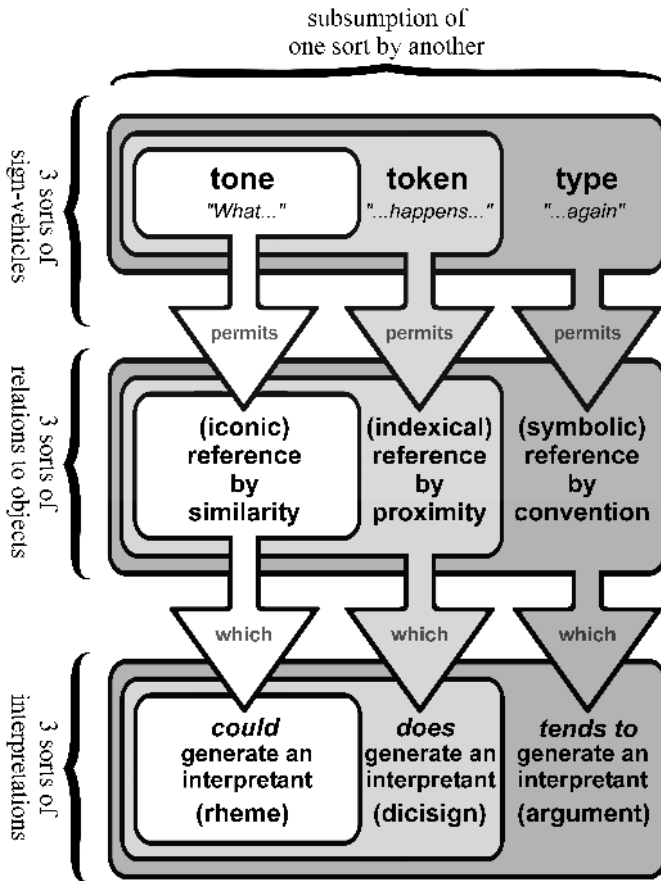 subsumption of
one sort by another
3 sorts of
sign-vehicles
tone token type
"What..." "...happens..." "...again"
permits permits permits
3 sorts of
relations to objects
(iconic) (indexical) (symbolic)
reference reference reference
by by by
similarity proximity convention
which which which
3 sorts of
interpretations
could does tends to
generate an generate an generate an
interpretant interpretant interpretant
(rheme) (dicisign) (argument)